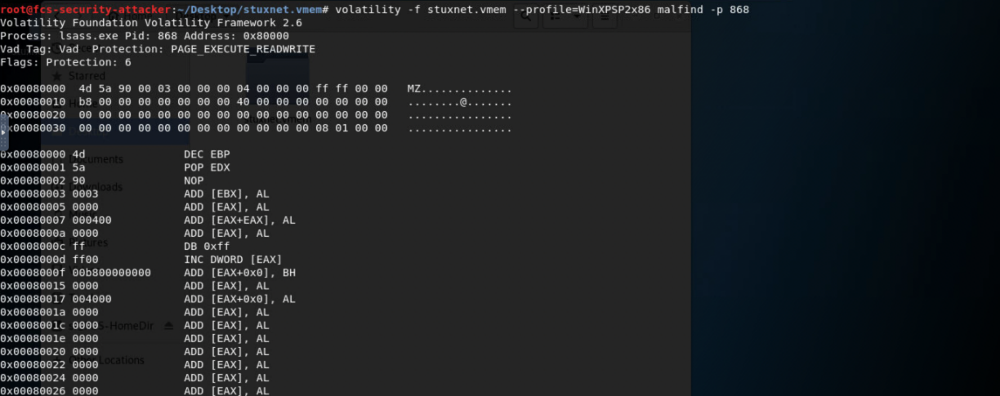 root@fcs-security-attacker:~/Desktop/stuxnet.vmem# volatility -f stuxnet.vmem --profile=WinXPSP2x86 malfind -p 868
Volatility Foundation Volatility Framework 2.6
Process: lsass.exe Pid: 868 Address: 0x80000
Vad Tag: Vad  Protection: PAGE_EXECUTE_READWRITE
Flags: Protection: 6
Starred
0x00080000  4d 5a 90 00 03 00 00 00 04 00 00 00 ff ff 00 00   MZ..............
0x00080010  b8 00 00 00 00 00 00 00 40 00 00 00 00 00 00 00   ........@.......
0x00080020  00 00 00 00 00 00 00 00 00 00 00 00 00 00 00 00   ................
0x00080030  00 00 00 00 00 00 00 00 00 00 00 00 08 01 00 00   ................
0x00080000 4d               DEC EBP
Documents
0x00080001 5a               POP EDX
0x00080002 90               NOP
Downloads
0x00080003 0003             ADD [EBX], AL
0x00080005 0000             ADD [EAX], AL
0x00080007 000400           ADD [EAX+EAX], AL
0x0008000a 0000             ADD [EAX], AL
0x0008000c ff               DB 0xff
Pictures
0x0008000d ff00             INC DWORD [EAX]
0x0008000f 00b800000000     ADD [EAX+0x0], BH
0x00080015 0000             ADD [EAX], AL
0x00080017 004000           ADD [EAX+0x0], AL
0x0008001a 0000             ADD [EAX], AL
0x0008001c 0000             ADD [EAX], AL
S-HomeDir
0x0008001e 0000             ADD [EAX], AL
0x00080020 0000             ADD [EAX], AL
Other Locations
0x00080022 0000             ADD [EAX], AL
0x00080024 0000             ADD [EAX], AL
0x00080026 0000             ADD [EAX], AL